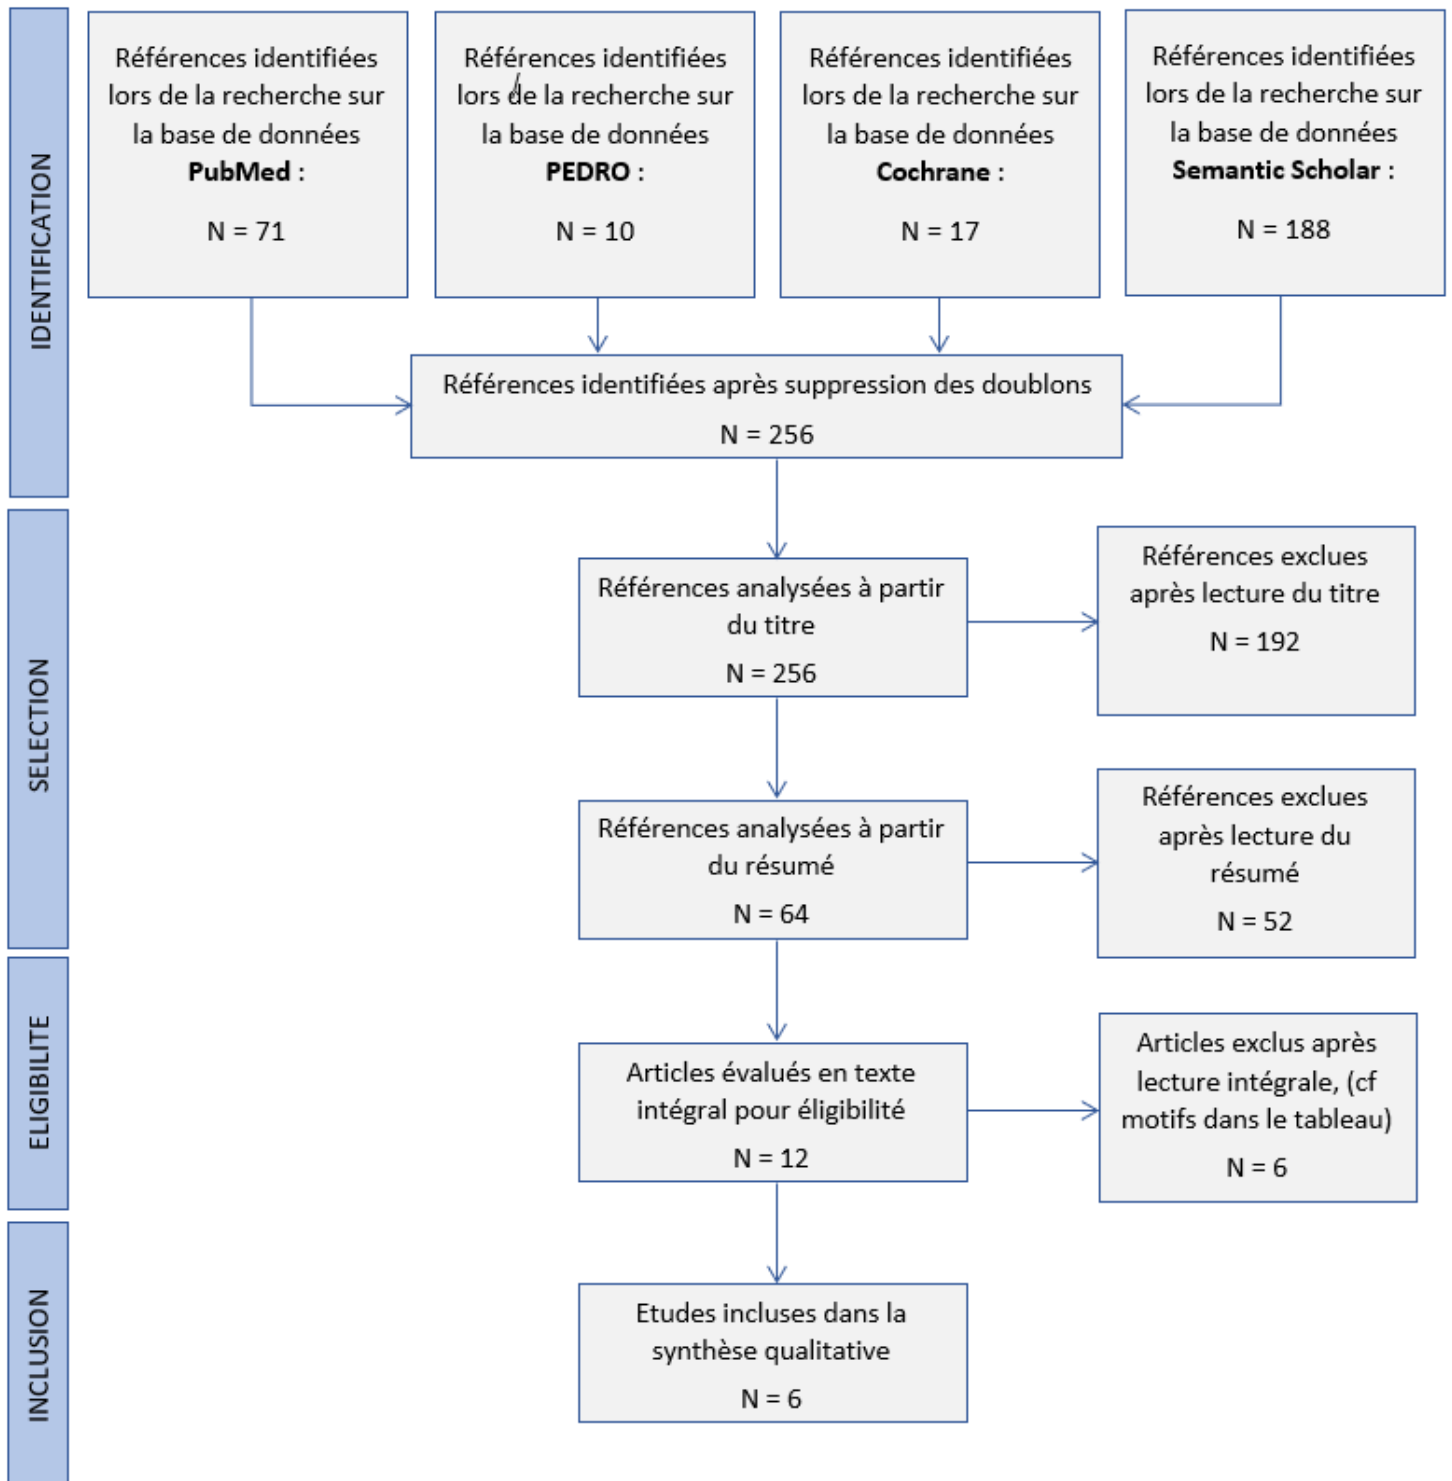 IDENTIFICATION
Références identifiées
lors de la recherche sur
la base de données
PubMed :
N = 71
Références identifiées
lors de la recherche sur
la base de données
PEDRO :
N = 10
Références identifiées
lors de la recherche sur
la base de données
Cochrane :
N = 17
Références identifiées
lors de la recherche sur
la base de données
Semantic Scholar :
N = 188
Références identifiées après suppression des doublons
N = 256
SELECTION
Références analysées à partir
du titre
N = 256
Références exclues
après lecture du titre
N = 192
Références analysées à partir
du résumé
N = 64
Références exclues
après lecture du
résumé
N = 52
ELIGIBILITE
Articles évalués en texte
intégral pour éligibilité
N = 12
Articles exclus après
lecture intégrale, (cf
motifs dans le tableau)
N = 6
INCLUSION
Etudes incluses dans la
synthèse qualitative
N = 6